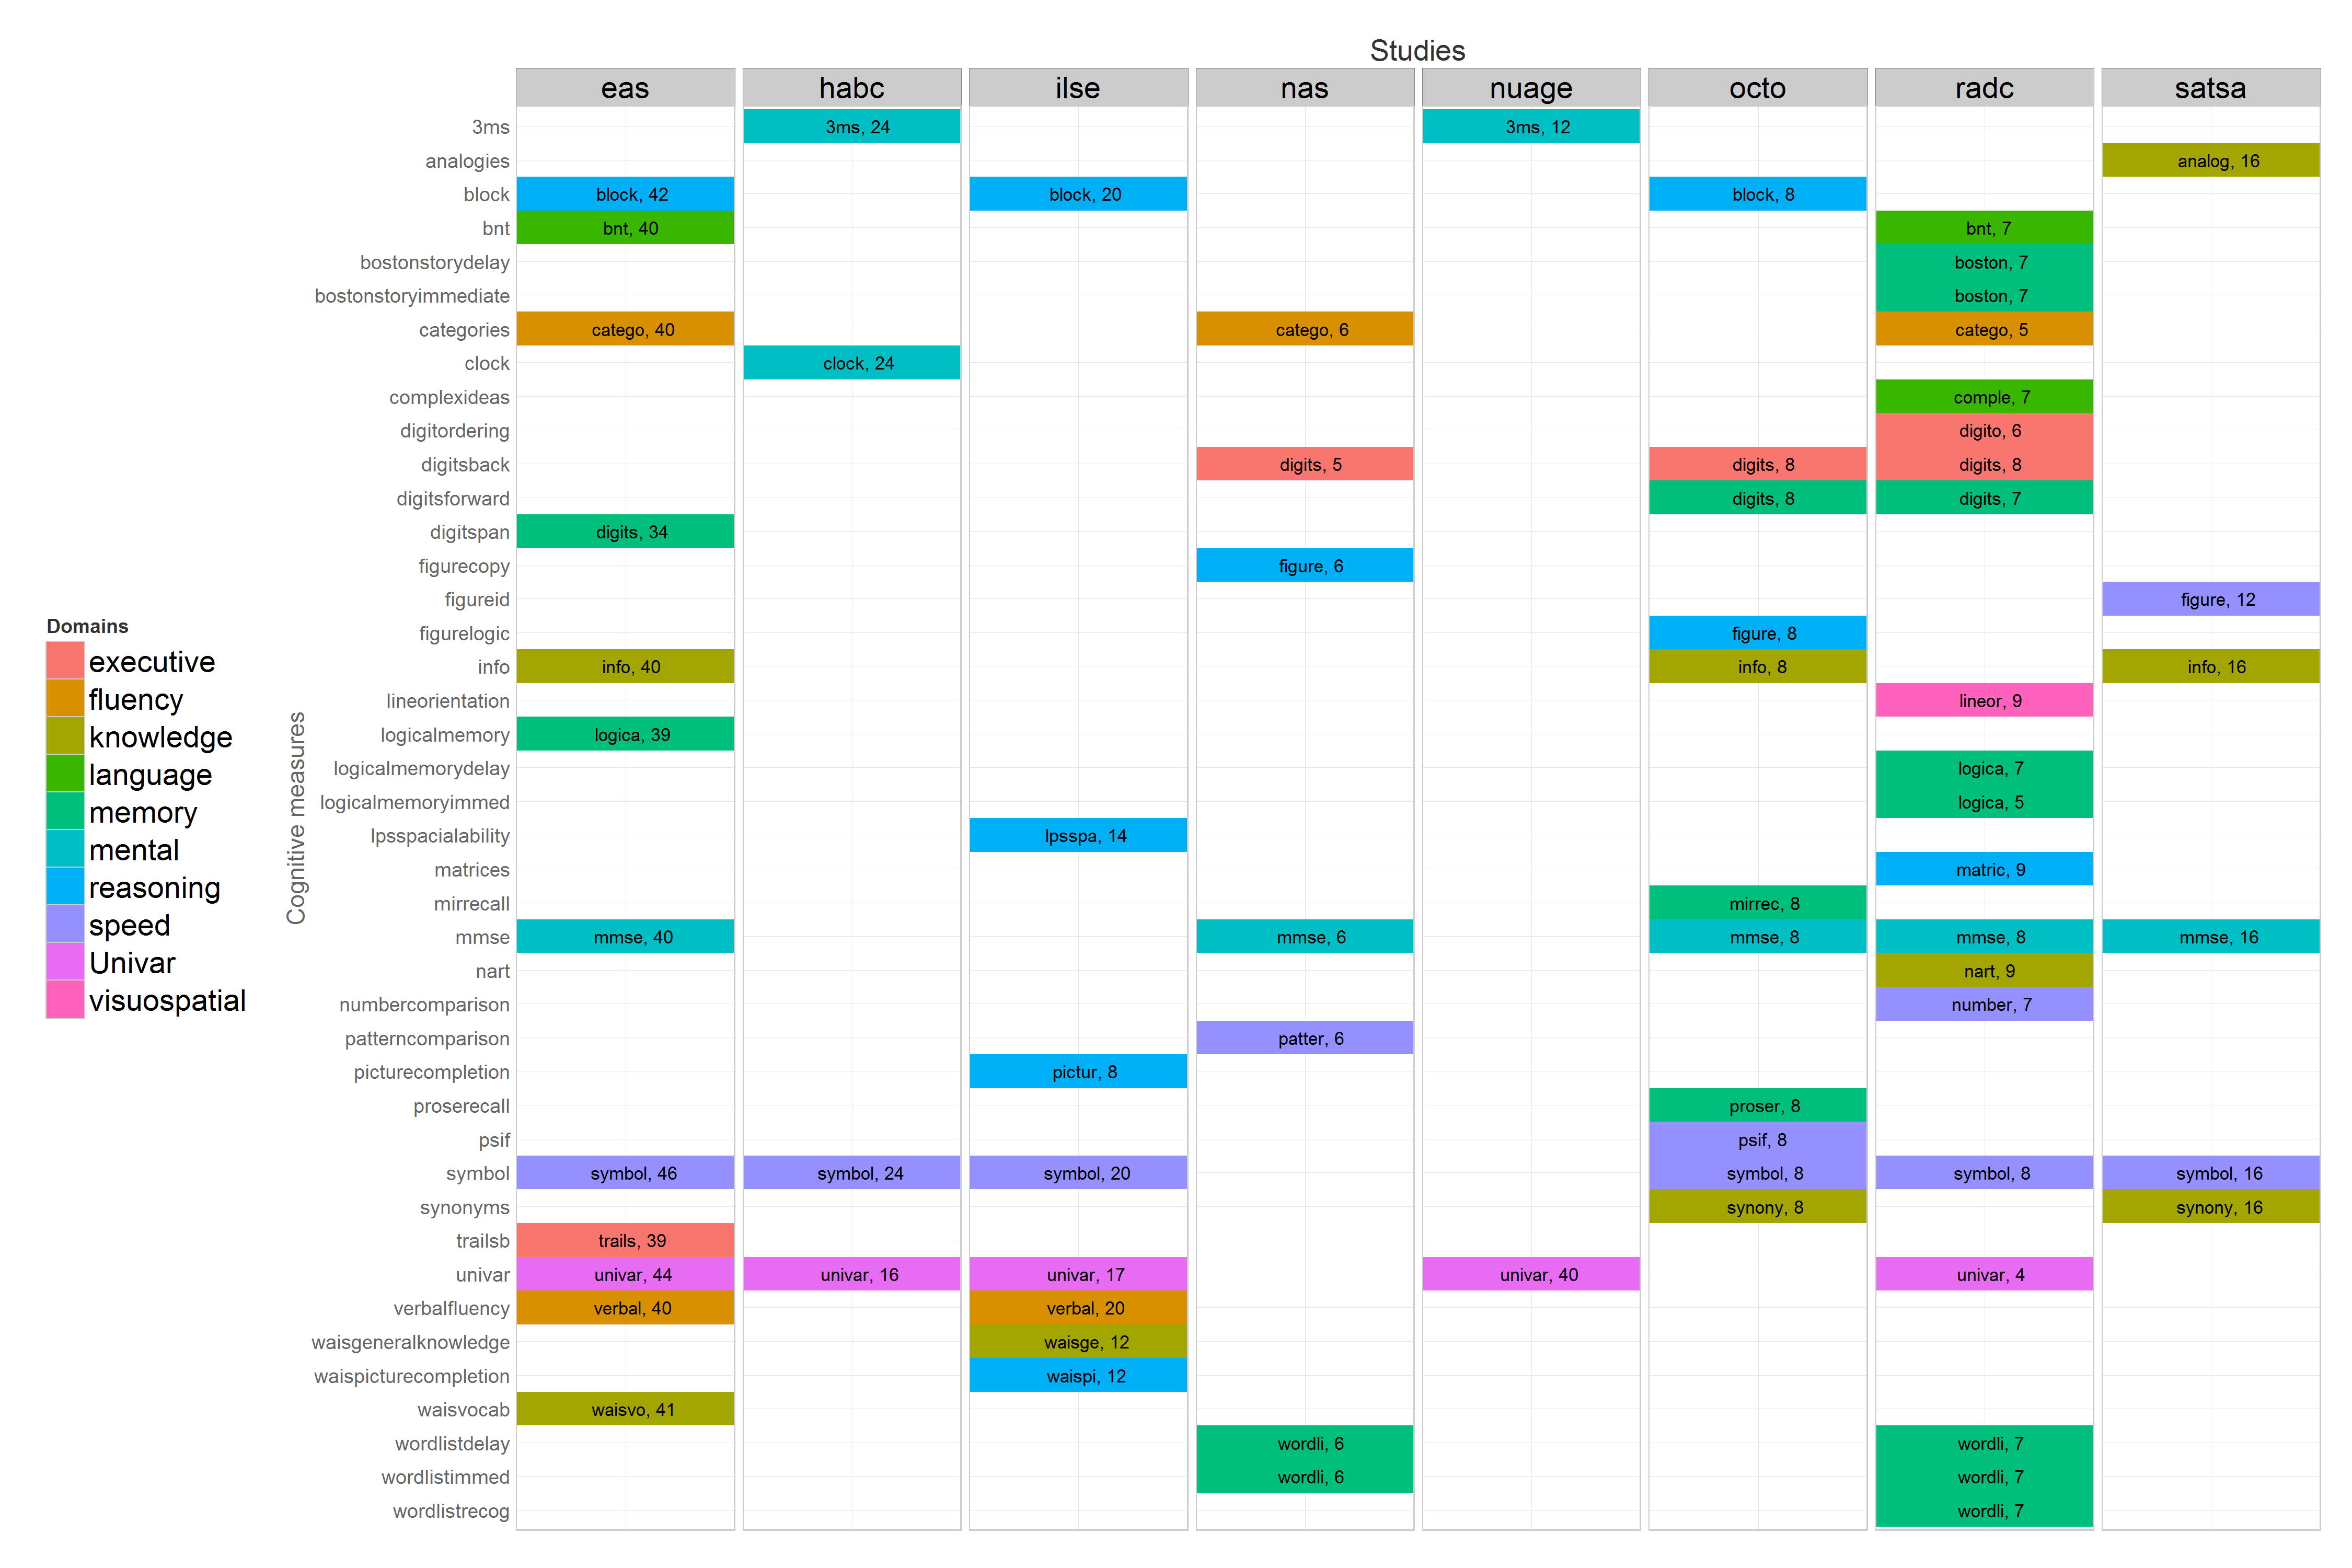 Studies
eas habc ilse nas nuage octo radc satsa
3ms 3ms, 24 3ms, 12
analogies analog, 16
block block, 42 block, 20 block, 8
bnt bnt, 40 bnt, 7
bostonstorydelay boston, 7
bostonstoryimmediate boston, 7
categories catego, 40 catego, 6 catego, 5
clock clock, 24
complexideas comple, 7
digitordering digito, 6
digitsback digits, 5 digits, 8 digits, 8
digitsforward digits, 8 digits, 7
digitspan digits, 34
figurecopy figure, 6
figureid figure, 12
figurelogic figure, 8
info info, 40 info, 8 info, 16
lineorientation lineor, 9
logicalmemory logica, 39
logicalmemorydelay logica, 7
logicalmemoryimmed logica, 5
lpsspacialability lpsspa, 14
matrices matric, 9
mirrecall mirrec, 8
mmse mmse, 40 mmse, 6 mmse, 8 mmse, 8 mmse, 16
nart nart, 9
numbercomparison number, 7
patterncomparison patter, 6
picturecompletion pictur, 8
proserecall proser, 8
psif psif, 8
symbol symbol, 46 symbol, 24 symbol, 20 symbol, 8 symbol, 8 symbol, 16
synonyms synony, 8 synony, 16
trailsb trails, 39
univar univar, 44 univar, 16 univar, 17 univar, 40 univar, 4
verbalfluency verbal, 40 verbal, 20
waisgeneralknowledge waisge, 12
waispicturecompletion waispi, 12
waisvocab waisvo, 41
wordlistdelay wordli, 6 wordli, 7
wordlistimmed wordli, 6 wordli, 7
wordlistrecog wordli, 7
Cognitive measures
Domains
executive
fluency
knowledge
language
memory
mental
reasoning
speed
Univar
visuospatial